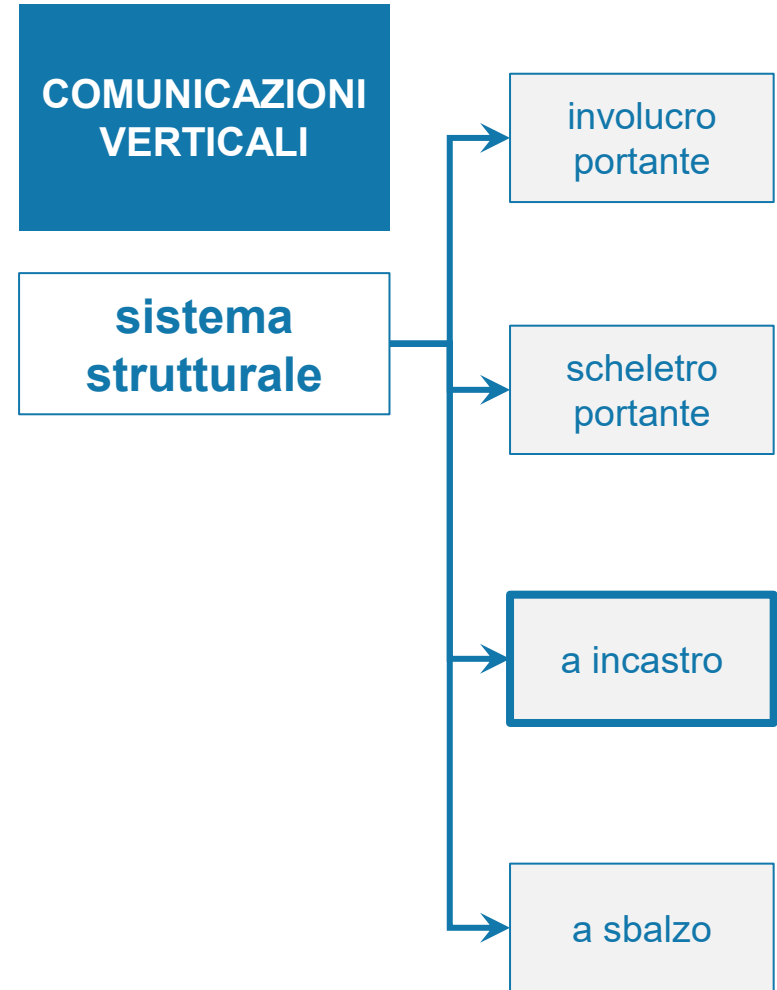 COMUNICAZIONI
VERTICALI
sistema
strutturale
involucro
portante
scheletro
portante
a incastro
a sbalzo